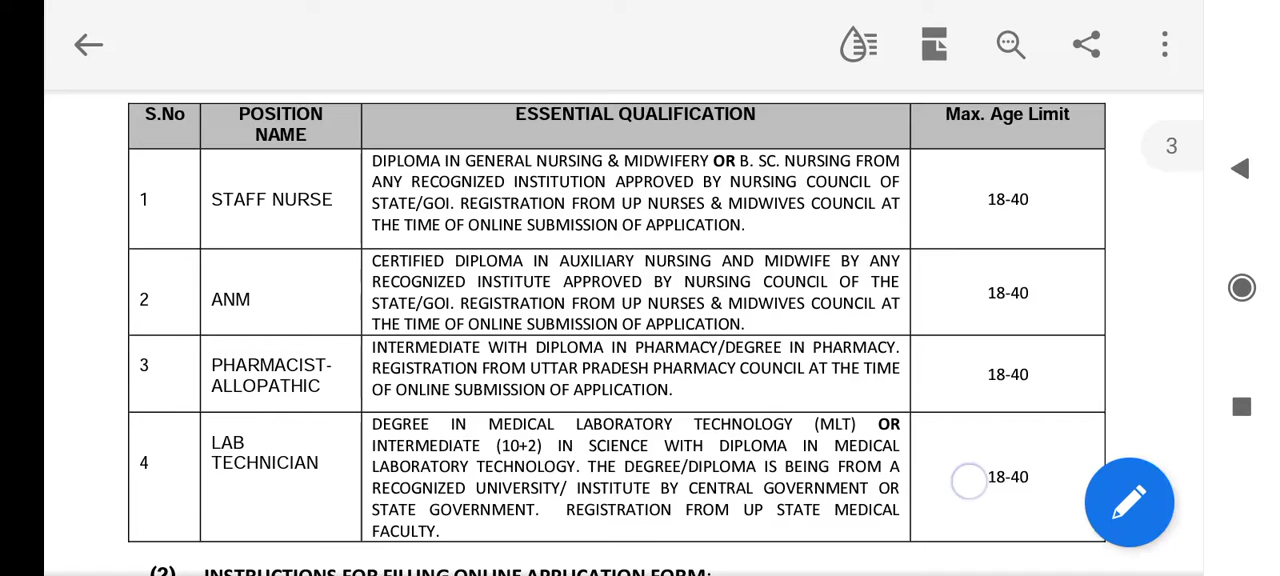 S.No POSITION NAME ESSENTIAL QUALIFICATION Max. Age Limit
3
1 STAFF NURSE
DIPLOMA IN GENERAL NURSING & MIDWIFERY OR B. SC. NURSING FROM
ANY RECOGNIZED INSTITUTION APPROVED BY NURSING COUNCIL OF
STATE/GOI. REGISTRATION FROM UP NURSES & MIDWIVES COUNCIL AT
THE TIME OF ONLINE SUBMISSION OF APPLICATION.
18-40
2 ANM
CERTIFIED DIPLOMA IN AUXILIARY NURSING AND MIDWIFE BY ANY
RECOGNIZED INSTITUTE APPROVED BY NURSING COUNCIL OF THE
STATE/GOI. REGISTRATION FROM UP NURSES & MIDWIVES COUNCIL AT
THE TIME OF ONLINE SUBMISSION OF APPLICATION.
18-40
3 PHARMACIST-
ALLOPATHIC
INTERMEDIATE WITH DIPLOMA IN PHARMACY/DEGREE IN PHARMACY.
REGISTRATION FROM UTTAR PRADESH PHARMACY COUNCIL AT THE TIME
OF ONLINE SUBMISSION OF APPLICATION.
18-40
4 LAB
TECHNICIAN
DEGREE IN MEDICAL LABORATORY TECHNOLOGY (MLT) OR
INTERMEDIATE (10+2) IN SCIENCE WITH DIPLOMA IN MEDICAL
LABORATORY TECHNOLOGY. THE DEGREE/DIPLOMA IS BEING FROM A
RECOGNIZED UNIVERSITY/ INSTITUTE BY CENTRAL GOVERNMENT OR
STATE GOVERNMENT. REGISTRATION FROM UP STATE MEDICAL
FACULTY.
18-40
(2) INSTRUCTIONS FOR FILLING ONLINE APPLICATION FORM: